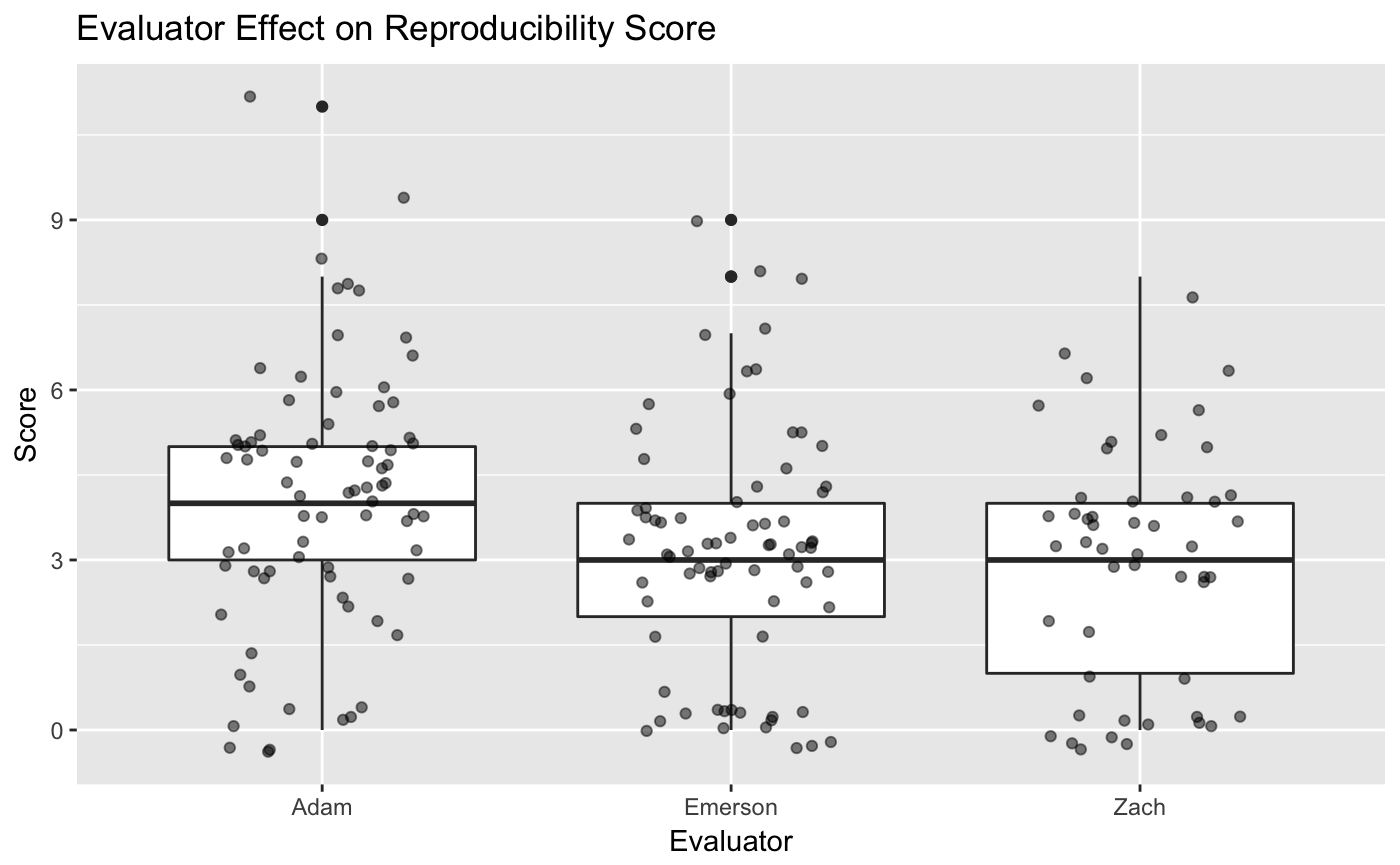 Evaluator Effect on Reproducibility Score
9
6
3
0
Score
Adam
Emerson
Zach
Evaluator